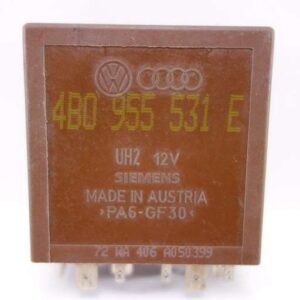 4B0 955 531 E
UH2 12V
SIEMENS
MADE IN AUSTRIA
>PA6-GF30<
72 WA 406 A050399